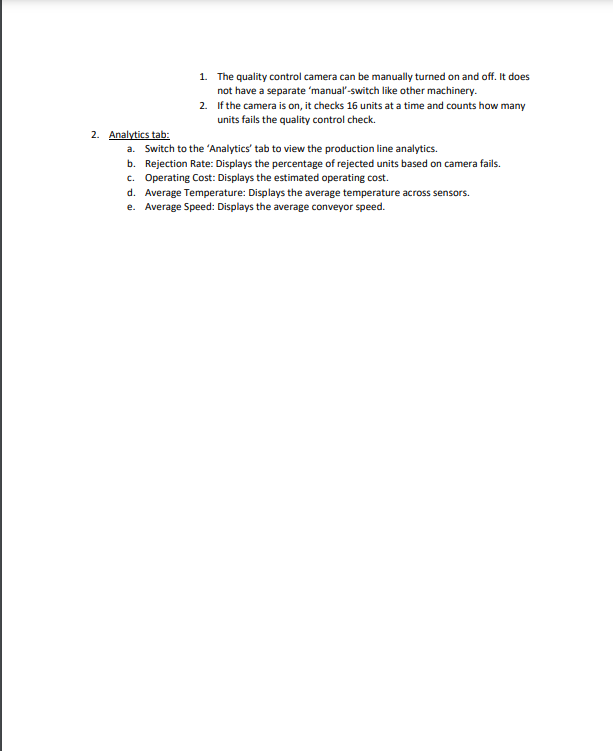 1. The quality control camera can be manually turned on and off. It does
not have a separate 'manual'-switch like other machinery.
2. If the camera is on, it checks 16 units at a time and counts how many
units fails the quality control check.
2. Analytics tab:
a. Switch to the 'Analytics' tab to view the production line analytics.
b. Rejection Rate: Displays the percentage of rejected units based on camera fails.
c. Operating Cost: Displays the estimated operating cost.
d. Average Temperature: Displays the average temperature across sensors.
e. Average Speed: Displays the average conveyor speed.